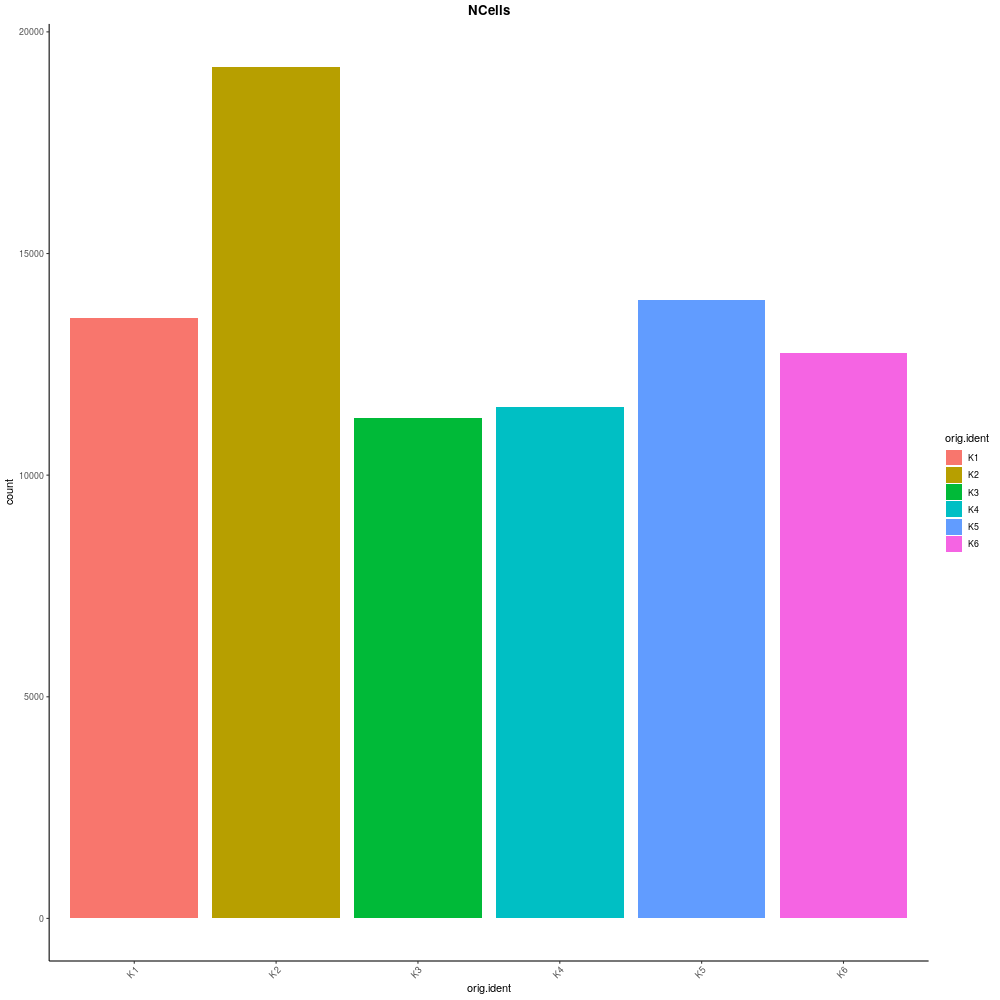 NCells
count
20000
15000
10000
5000
0
K1
K2
K3
K4
K5
K6
orig.ident
orig.ident
K1
K2
K3
K4
K5
K6